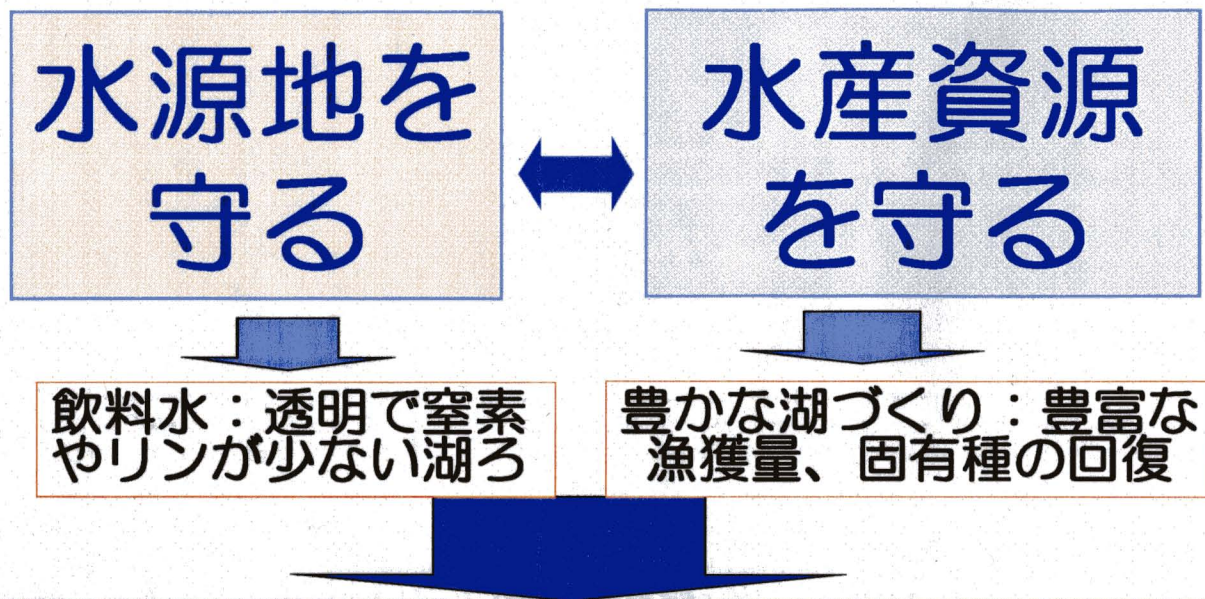 水源地を
守る
水産資源
を守る
飲料水：透明で窒素
やリンが少ない湖ろ
豊かな湖づくり：豊富な
漁獲量、固有種の回復